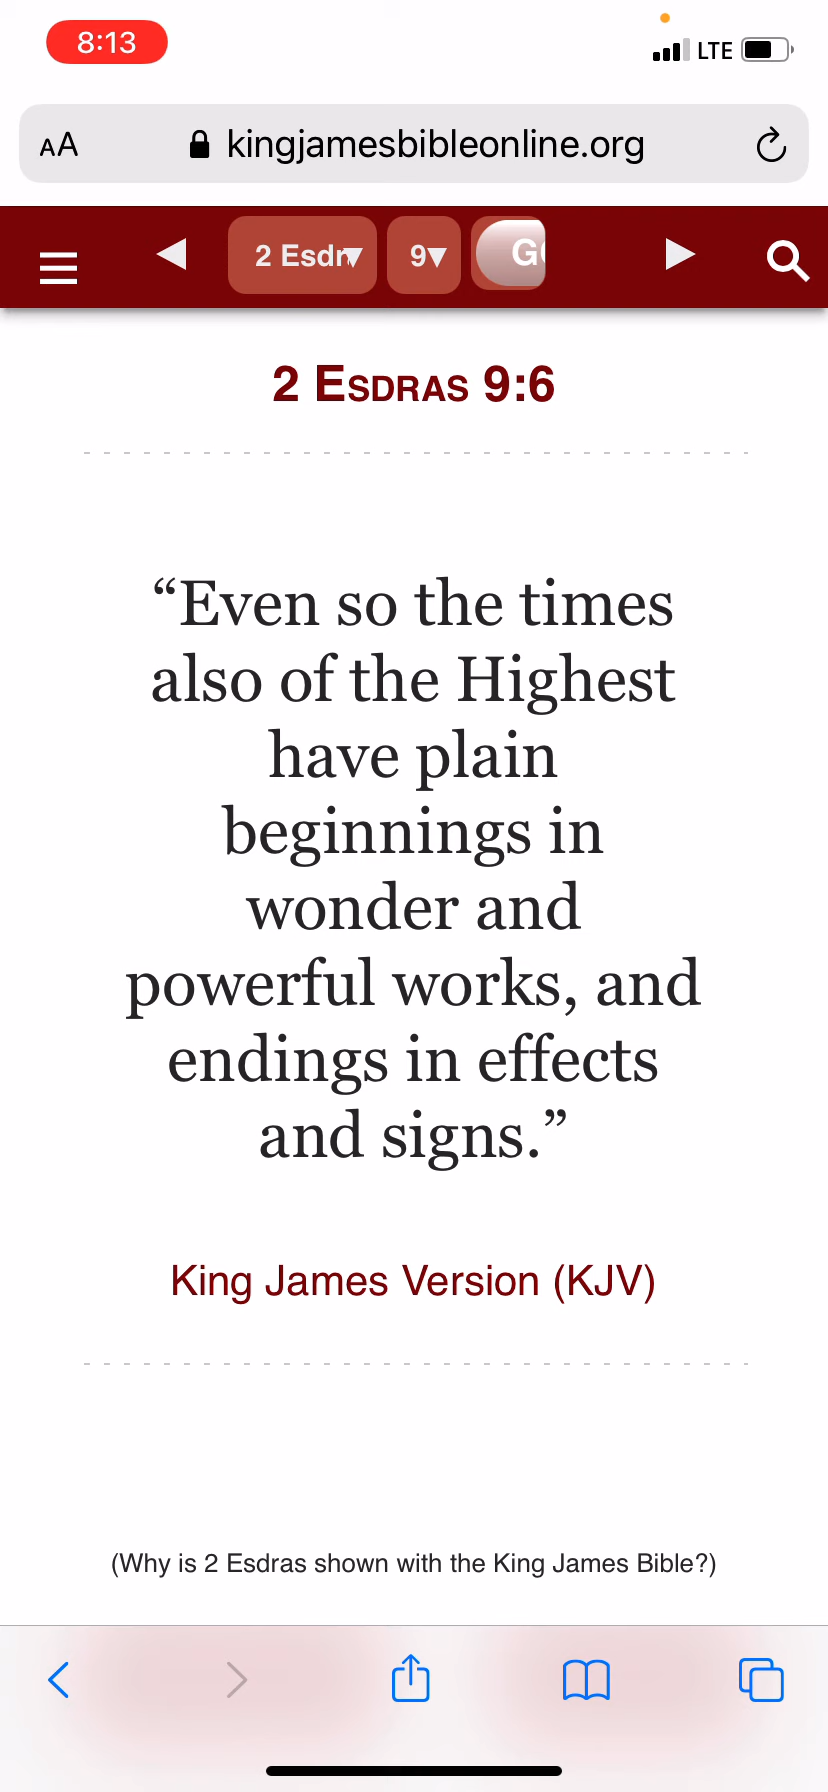 8:13
LTE
AA kingjamesbibleonline.org
2 Esdr 9
2 ESDRAS 9:6
“Even so the times
also of the Highest
have plain
beginnings in
wonder and
powerful works, and
endings in effects
and signs.”
King James Version (KJV)
(Why is 2 Esdras shown with the King James Bible?)